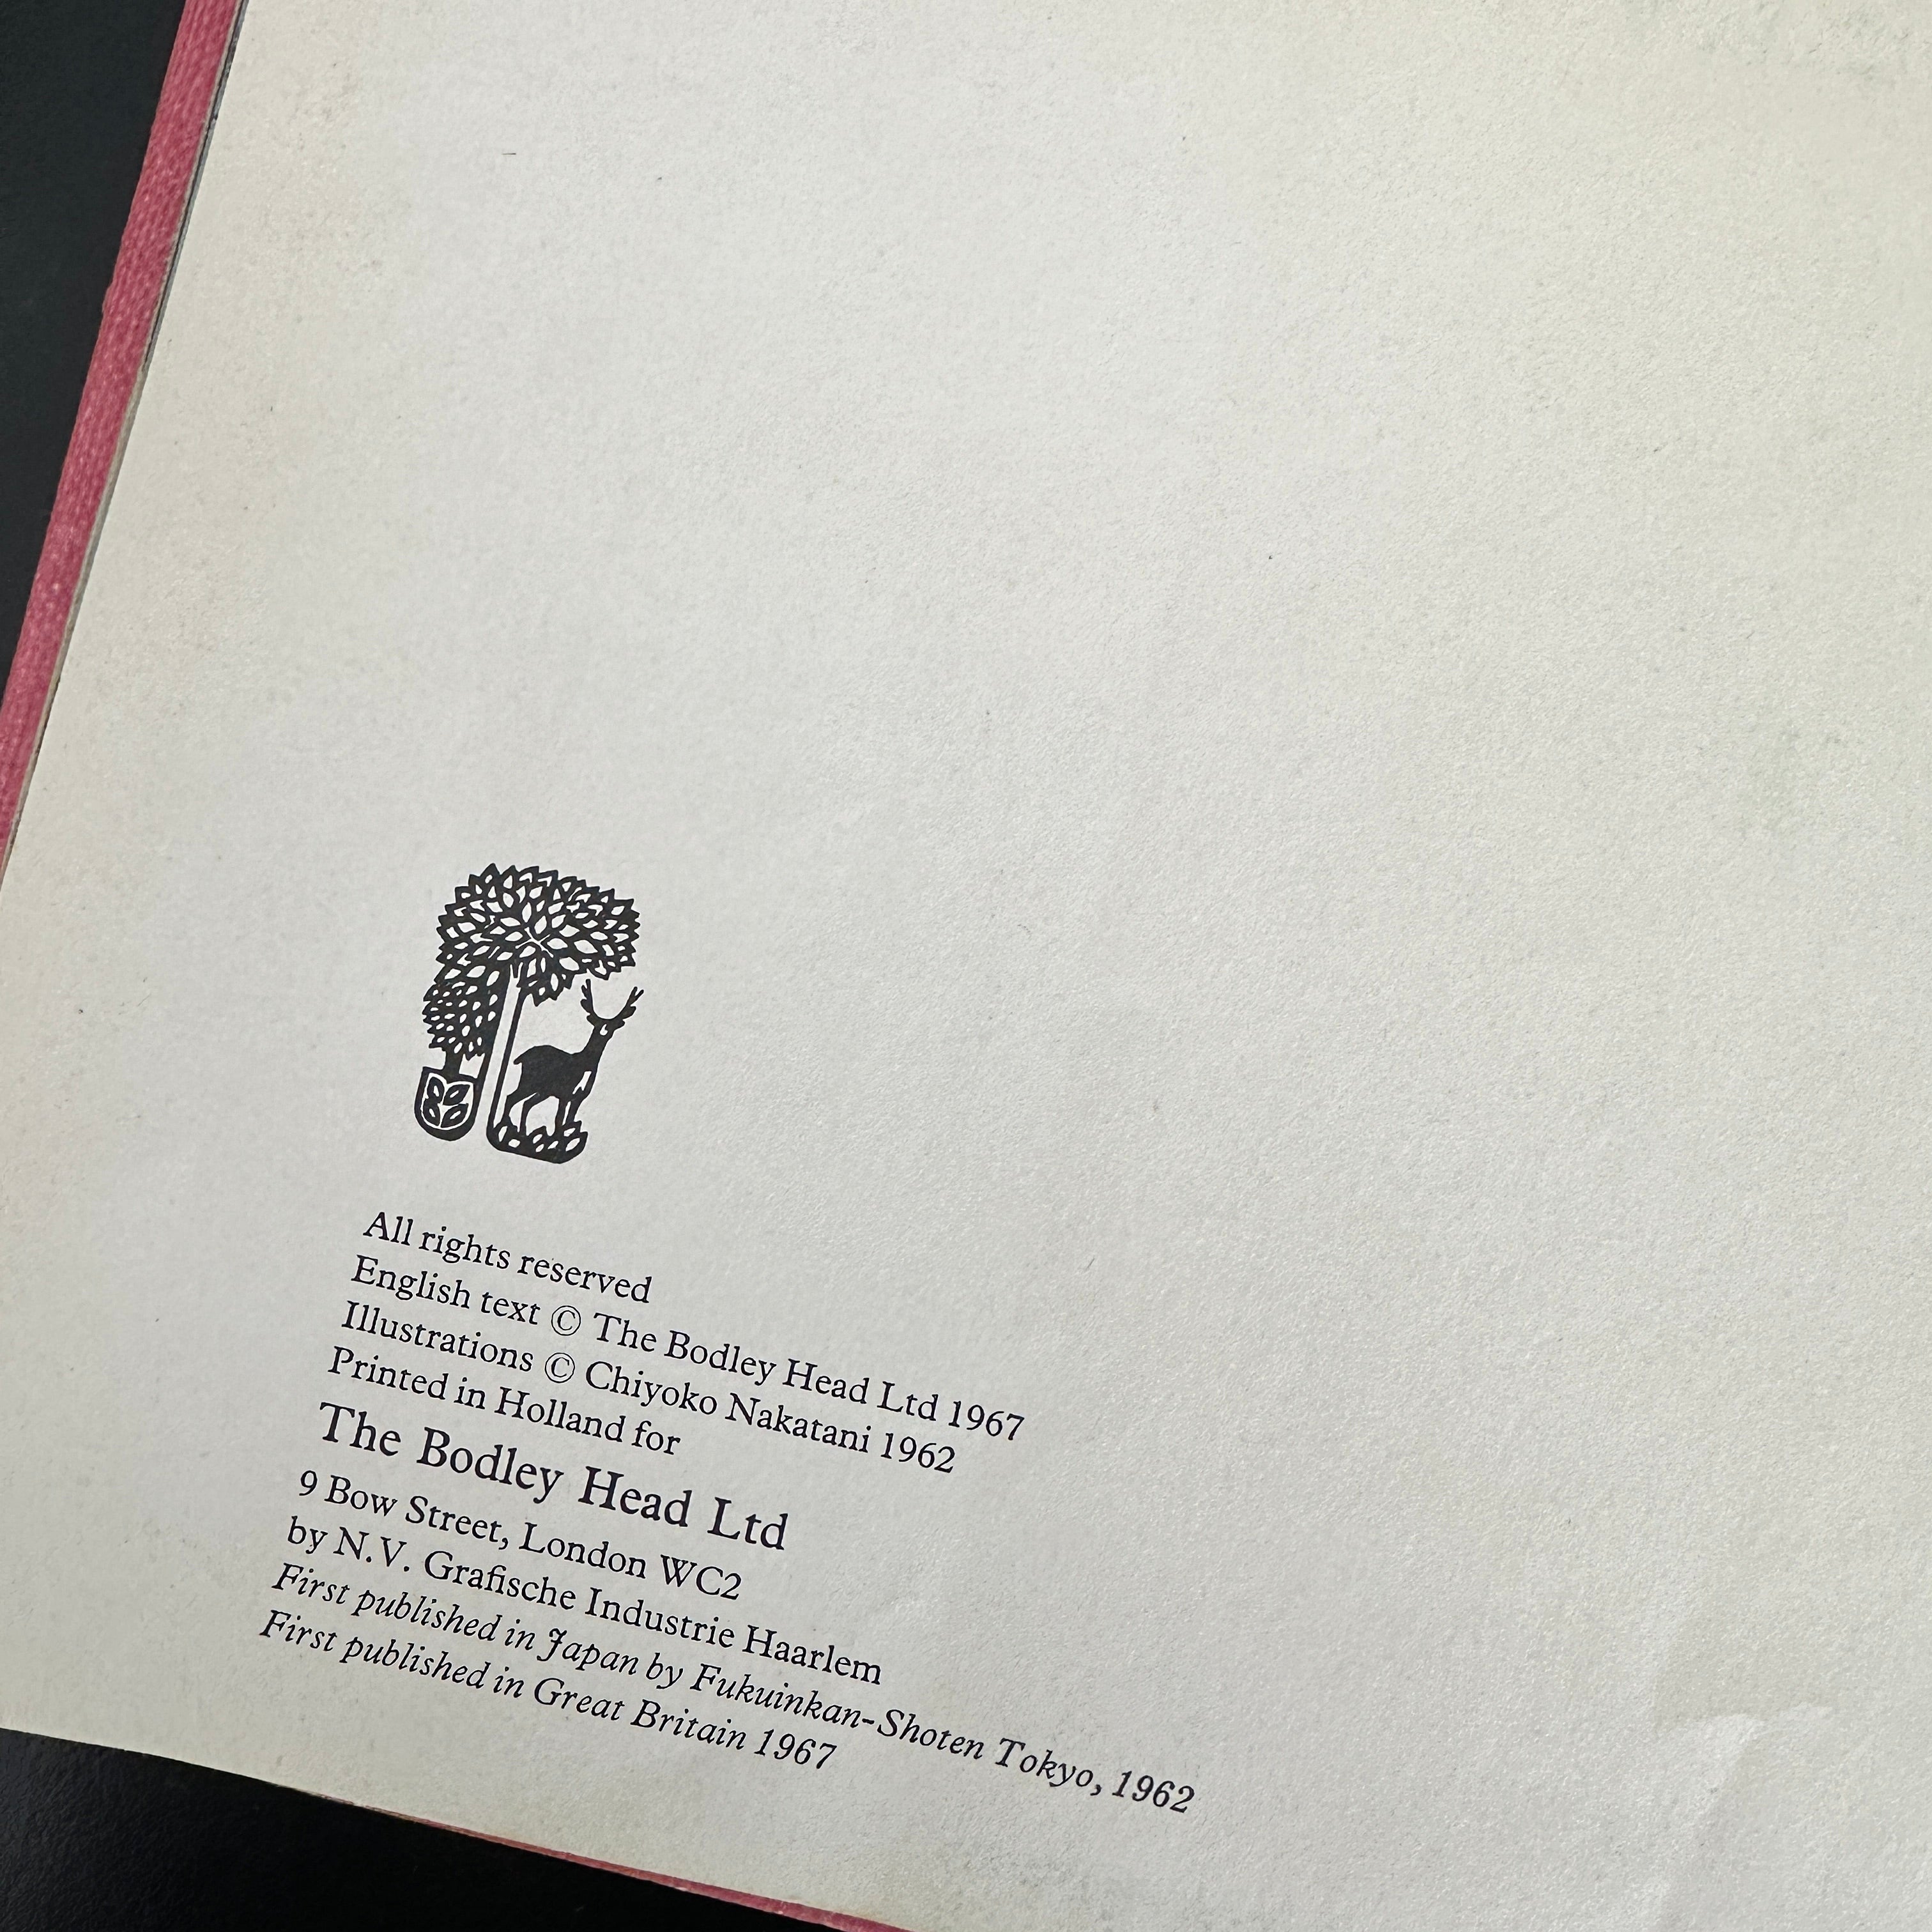 All rights reserved
English text © The Bodley Head Ltd 1967
Illustrations © Chiyoko Nakatani 1962
Printed in Holland for
The Bodley Head Ltd
9 Bow Street, London WC2
by N.V. Grafische Industrie Haarlem
First published in Japan by Fukuinkan-Shoten Tokyo, 1962
First published in Great Britain 1967